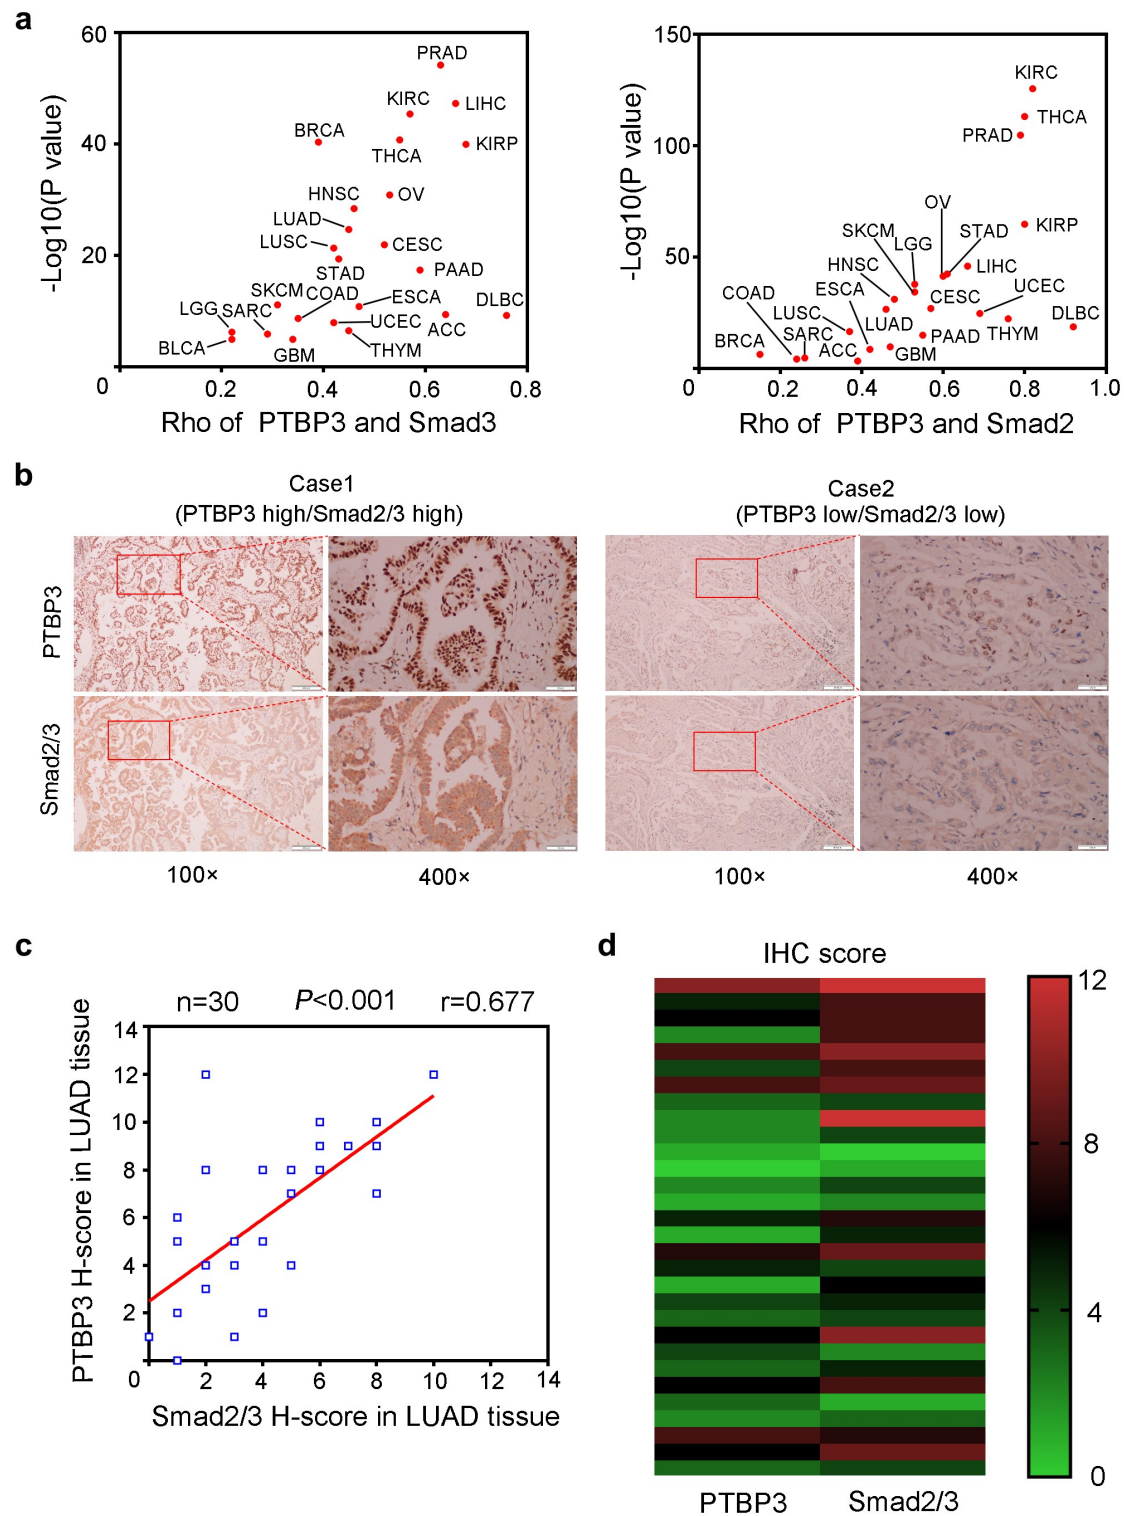 a
60
40
20
0
0.2
0.4
0.6
0.8
-Log10(P value)
Rho of PTBP3 and Smad3
PRAD
KIRC
LIHC
BRCA
THCA
KIRP
HNSC
OV
LUAD
LUSC
CESC
STAD
PAAD
SKCM
COAD
ESCA
DLBC
LGG
SARC
UCEC
ACC
BLCA
GBM
THYM
150
100
50
0
0.2
0.4
0.6
0.8
1.0
-Log10(P value)
Rho of PTBP3 and Smad2
KIRC
THCA
PRAD
OV
KIRP
SKCM
LGG
STAD
HNSC
LIHC
COAD
ESCA
CESC
UCEC
DLBC
LUSC
LUAD
THYM
BRCA
SARC
ACC
GBM
PAAD
b
Case1
(PTBP3 high/Smad2/3 high)
Case2
(PTBP3 low/Smad2/3 low)
PTBP3
Smad2/3
100×
400×
100×
400×
c
n=30
P<0.001
r=0.677
14
12
10
8
6
4
2
0
2
4
6
8
10
12
14
PTBP3 H-score in LUAD tissue
Smad2/3 H-score in LUAD tissue
d
IHC score
12
8
4
0
PTBP3
Smad2/3